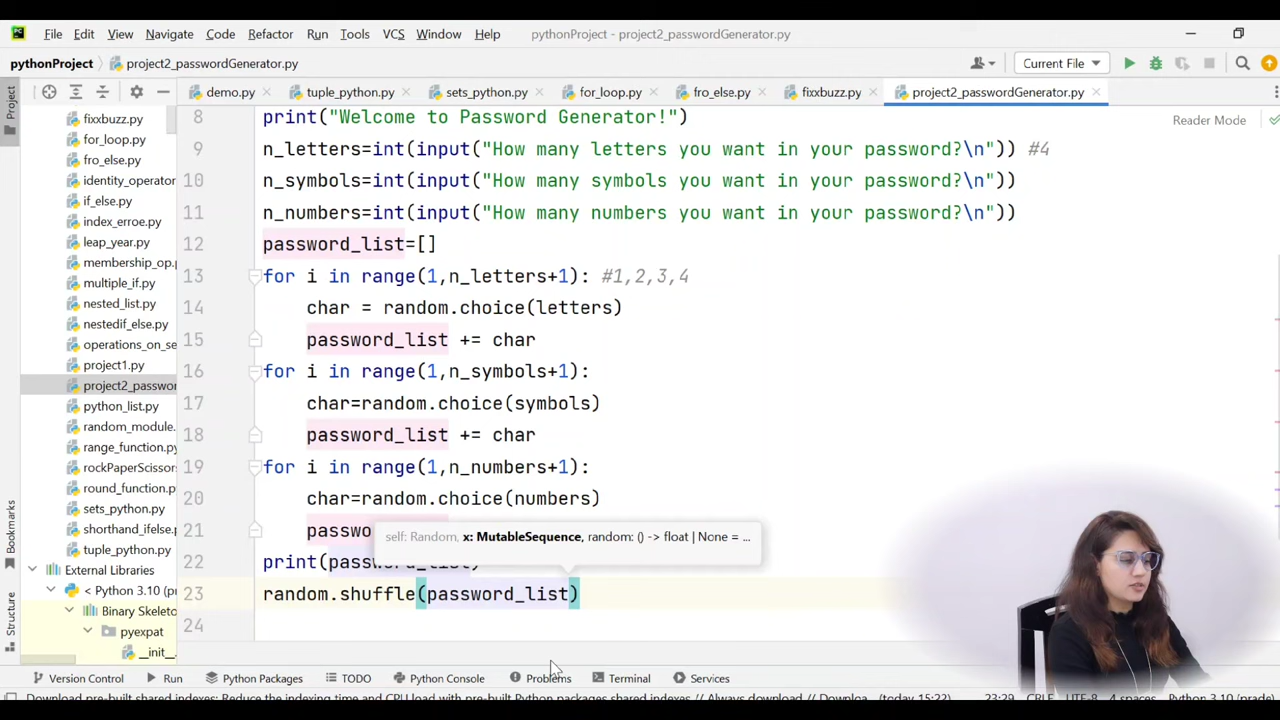 File Edit View Navigate Code Refactor Run Tools VCS Window Help pythonProject - project2_passwordGenerator.py
pythonProject project2_passwordGenerator.py Current File
Project
demo.py tuple_python.py sets_python.py for_loop.py fro_else.py fixxbuzz.py project2_passwordGenerator.py
Reader Mode
fixxbuzz.py
for_loop.py
fro_else.py
identity_operator
if_else.py
index_erroe.py
leap_year.py
membership_op.p
multiple_if.py
nested_list.py
nestedif_else.py
operations_on_se
project1.py
project2_passwor
python_list.py
random_module.
range_function.py
rockPaperScissor
round_function.py
sets_python.py
shorthand_ifelse.p
tuple_python.py
External Libraries
< Python 3.10 (pra
Binary Skeleto
pyexpat
__init__.
Bookmarks
Structure
8 print("Welcome to Password Generator!")
9 n_letters=int(input("How many letters you want in your password?\n")) #4
10 n_symbols=int(input("How many symbols you want in your password?\n"))
11 n_numbers=int(input("How many numbers you want in your password?\n"))
12 password_list=[]
13 for i in range(1,n_letters+1): #1,2,3,4
14 char = random.choice(letters)
15 password_list += char
16 for i in range(1,n_symbols+1):
17 char=random.choice(symbols)
18 password_list += char
19 for i in range(1,n_numbers+1):
20 char=random.choice(numbers)
21 passwo
self: Random, x: MutableSequence, random: () -> float | None = ...
22 print(password_list)
23 random.shuffle(password_list)
24
Version Control Run Python Packages TODO Python Console Problems Terminal Services
Download pre-built shared indexes: Reduce the indexing time and CPU load with pre-built Python packages shared indexes // Always download // Downloa... (today 15:22) 23:29 CRLF UTF-8 4 spaces Python 3.10 (prade